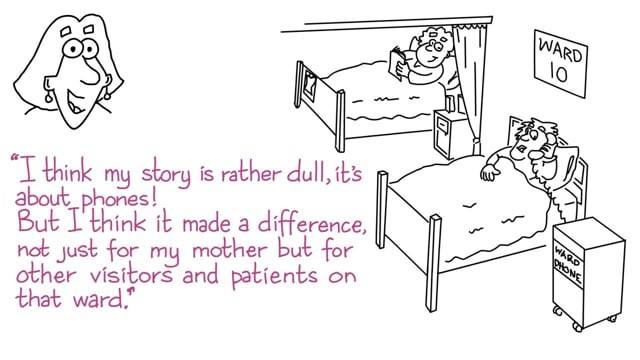 "I think my story is rather dull, it's
about phones!
But I think it made a difference,
not just for my mother but for
other visitors and patients on
that ward."
WARD
10
WARD
PHONE